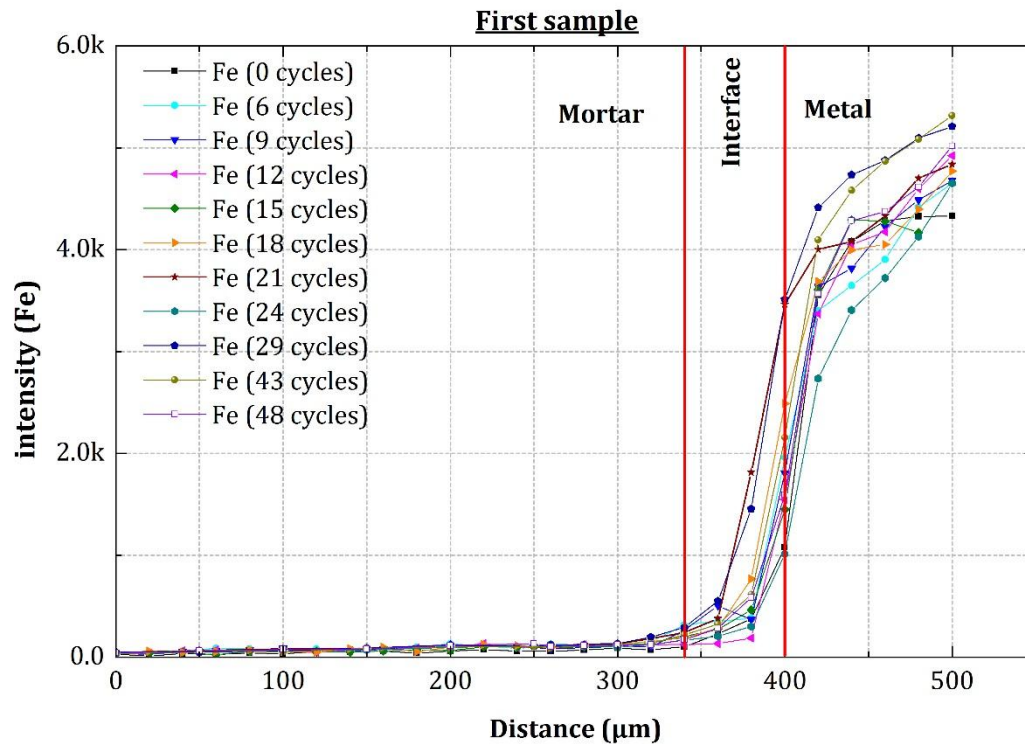 First sample
6.0k
4.0k
2.0k
0.0
intensity (Fe)
Fe (0 cycles)
Fe (6 cycles)
Fe (9 cycles)
Fe (12 cycles)
Fe (15 cycles)
Fe (18 cycles)
Fe (21 cycles)
Fe (24 cycles)
Fe (29 cycles)
Fe (43 cycles)
Fe (48 cycles)
Mortar
Interface
Metal
0 100 200 300 400 500
Distance (µm)